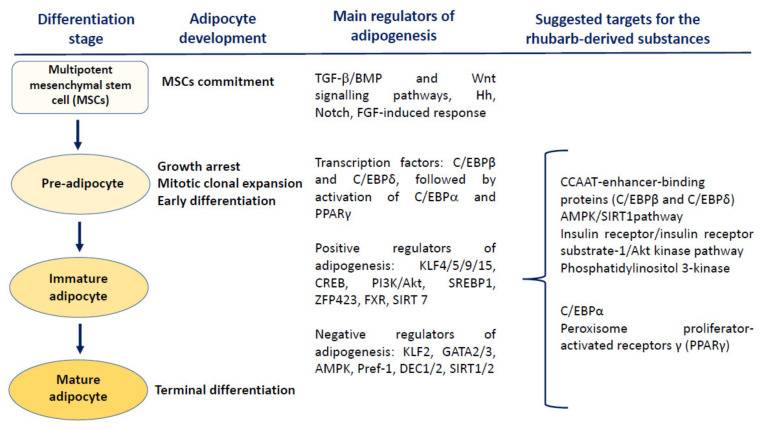 Differentiation
stage
Adipocyte
development
Main regulators of
adipogenesis
Suggested targets for the
rhubarb-derived substances
Multipotent
mesenchymal stem
cell (MSCs)
MSCs commitment
TGF-β/BMP and Wnt
signalling pathways, Hh,
Notch, FGF-induced response
Pre-adipocyte
Growth arrest
Mitotic clonal expansion
Early differentiation
Transcription factors: C/EBPβ
and C/EBPδ, followed by
activation of C/EBPα and
PPARγ
CCAAT-enhancer-binding
proteins (C/EBPβ and C/EBPδ)
AMPK/SIRT1pathway
Insulin receptor/insulin receptor
substrate-1/Akt kinase pathway
Phosphatidylinositol 3-kinase
Immature
adipocyte
Positive regulators of
adipogenesis: KLF4/5/9/15,
CREB, PI3K/Akt, SREBP1,
ZFP423, FXR, SIRT 7
C/EBPα
Peroxisome proliferator-
activated receptors γ (PPARγ)
Mature
adipocyte
Terminal differentiation
Negative regulators of
adipogenesis: KLF2, GATA2/3,
AMPK, Pref-1, DEC1/2, SIRT1/2